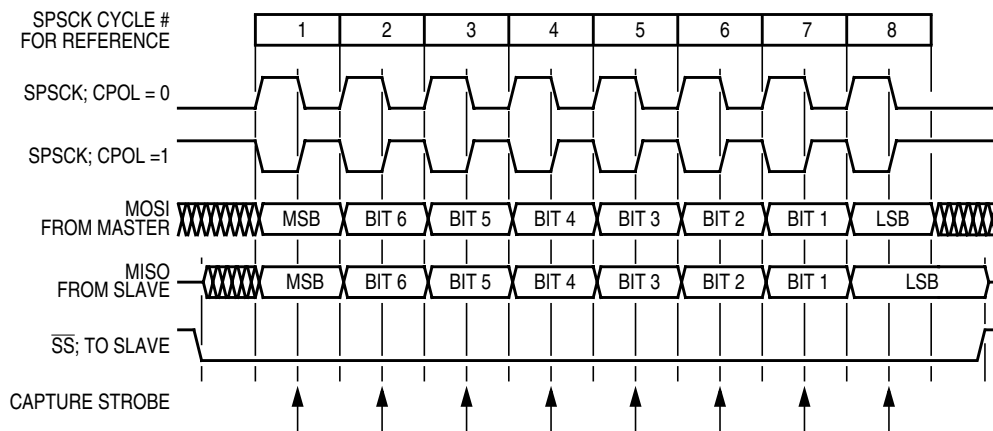 SPSCK CYCLE #
FOR REFERENCE
1 2 3 4 5 6 7 8
SPSCK; CPOL = 0
SPSCK; CPOL =1
MOSI
FROM MASTER
MSB BIT 6 BIT 5 BIT 4 BIT 3 BIT 2 BIT 1 LSB
MISO
FROM SLAVE
MSB BIT 6 BIT 5 BIT 4 BIT 3 BIT 2 BIT 1 LSB
SS; TO SLAVE
CAPTURE STROBE